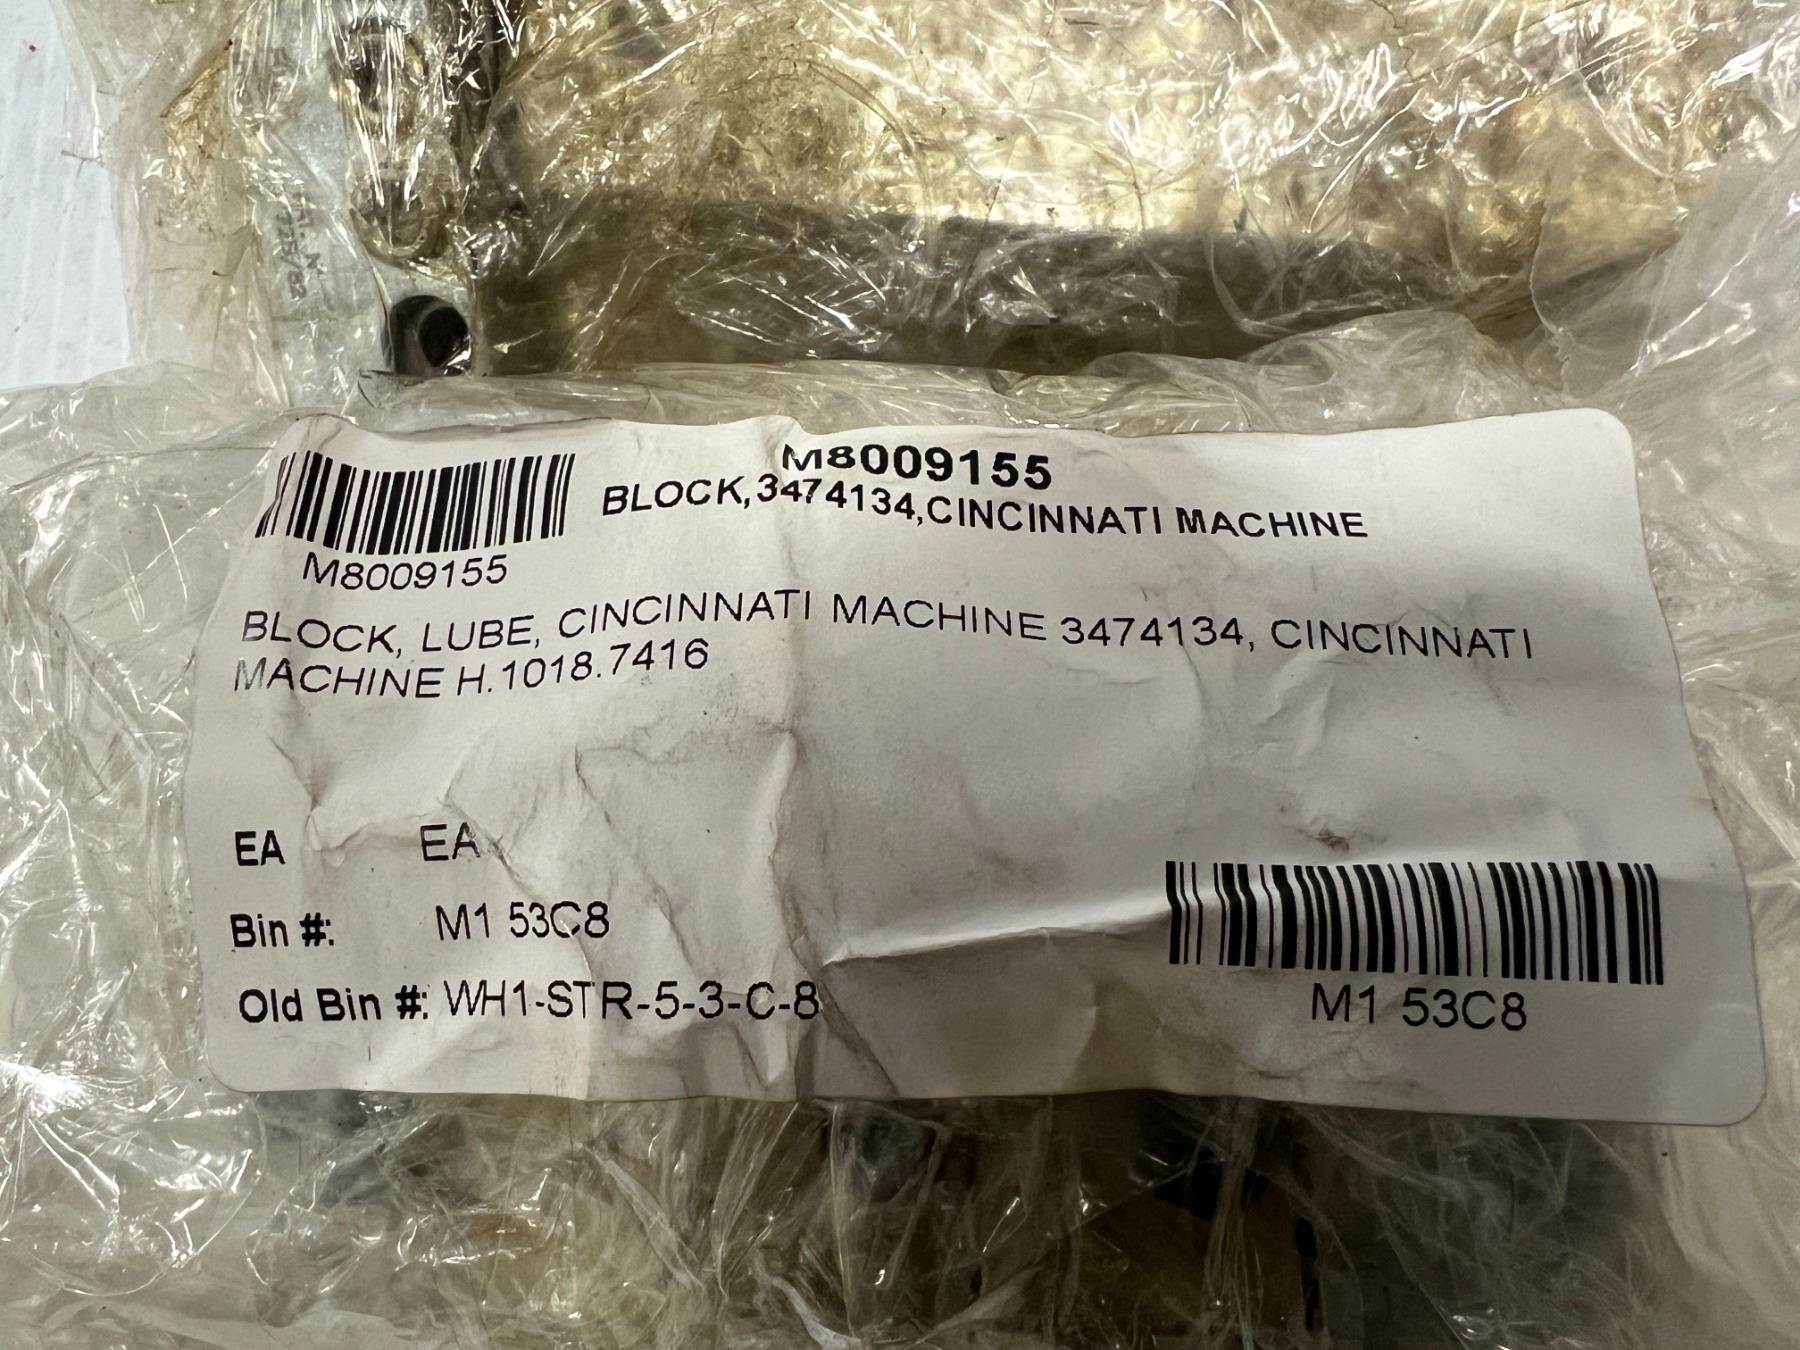 M8009155
BLOCK,3474134,CINCINNATI MACHINE
M8009155
BLOCK, LUBE, CINCINNATI MACHINE 3474134, CINCINNATI
MACHINE H.1018.7416
EA EA
Bin #: M1 53C8
Old Bin #: WH1-STR-5-3-C-8
M1 53C8